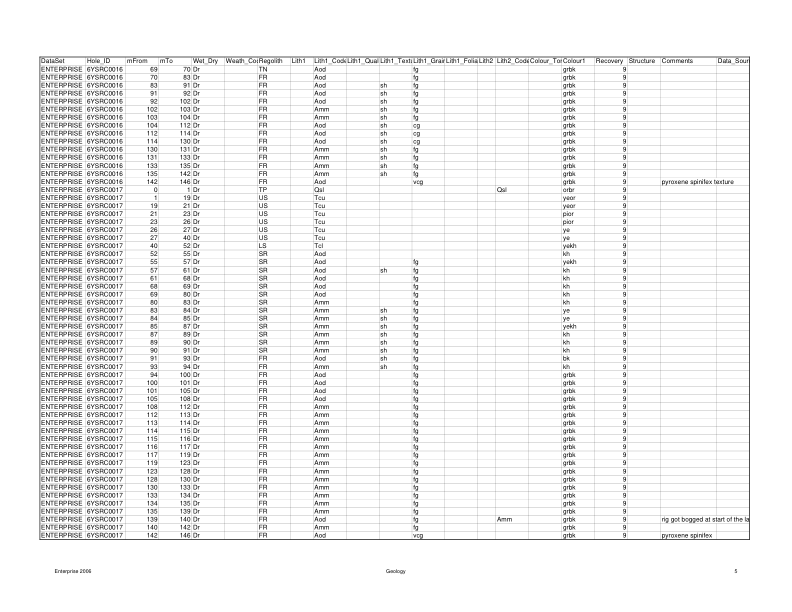 DataSet Hole_ID mFrom mTo Wet_Dry Weath_Co Regolith Lith1 Lith1_Code Lith1_Qual Lith1_Text Lith1_Grain Lith1_Folia Lith2 Lith2_Code Colour_Ton Colour1 Recovery Structure Comments Data_Sour
ENTERPRISE 6YSRC0016 69 70 Dr TN Aod fg grbk 9
ENTERPRISE 6YSRC0016 70 83 Dr FR Aod fg grbk 9
ENTERPRISE 6YSRC0016 83 91 Dr FR Aod sh fg grbk 9
ENTERPRISE 6YSRC0016 91 92 Dr FR Aod sh fg grbk 9
ENTERPRISE 6YSRC0016 92 102 Dr FR Aod sh fg grbk 9
ENTERPRISE 6YSRC0016 102 103 Dr FR Amm sh fg grbk 9
ENTERPRISE 6YSRC0016 103 104 Dr FR Amm sh fg grbk 9
ENTERPRISE 6YSRC0016 104 112 Dr FR Aod sh cg grbk 9
ENTERPRISE 6YSRC0016 112 114 Dr FR Aod sh cg grbk 9
ENTERPRISE 6YSRC0016 114 130 Dr FR Aod sh cg grbk 9
ENTERPRISE 6YSRC0016 130 131 Dr FR Amm sh fg grbk 9
ENTERPRISE 6YSRC0016 131 133 Dr FR Amm sh fg grbk 9
ENTERPRISE 6YSRC0016 133 135 Dr FR Amm sh fg grbk 9
ENTERPRISE 6YSRC0016 135 142 Dr FR Amm sh fg grbk 9
ENTERPRISE 6YSRC0016 142 146 Dr FR Aod vcg grbk 9 pyroxene spinifex texture
ENTERPRISE 6YSRC0017 0 1 Dr TP Qsl Qsl orbr 9
ENTERPRISE 6YSRC0017 1 19 Dr US Tcu yeor 9
ENTERPRISE 6YSRC0017 19 21 Dr US Tcu yeor 9
ENTERPRISE 6YSRC0017 21 23 Dr US Tcu pior 9
ENTERPRISE 6YSRC0017 23 26 Dr US Tcu pior 9
ENTERPRISE 6YSRC0017 26 27 Dr US Tcu ye 9
ENTERPRISE 6YSRC0017 27 40 Dr US Tcu ye 9
ENTERPRISE 6YSRC0017 40 52 Dr LS Tcl yekh 9
ENTERPRISE 6YSRC0017 52 55 Dr SR Aod kh 9
ENTERPRISE 6YSRC0017 55 57 Dr SR Aod fg yekh 9
ENTERPRISE 6YSRC0017 57 61 Dr SR Aod sh fg kh 9
ENTERPRISE 6YSRC0017 61 68 Dr SR Aod fg kh 9
ENTERPRISE 6YSRC0017 68 69 Dr SR Aod fg kh 9
ENTERPRISE 6YSRC0017 69 80 Dr SR Aod fg kh 9
ENTERPRISE 6YSRC0017 80 83 Dr SR Amm fg kh 9
ENTERPRISE 6YSRC0017 83 84 Dr SR Amm sh fg ye 9
ENTERPRISE 6YSRC0017 84 85 Dr SR Amm sh fg ye 9
ENTERPRISE 6YSRC0017 85 87 Dr SR Amm sh fg yekh 9
ENTERPRISE 6YSRC0017 87 89 Dr SR Amm sh fg kh 9
ENTERPRISE 6YSRC0017 89 90 Dr SR Amm sh fg kh 9
ENTERPRISE 6YSRC0017 90 91 Dr SR Amm sh fg kh 9
ENTERPRISE 6YSRC0017 91 93 Dr FR Aod sh fg bk 9
ENTERPRISE 6YSRC0017 93 94 Dr FR Amm sh fg kh 9
ENTERPRISE 6YSRC0017 94 100 Dr FR Aod fg grbk 9
ENTERPRISE 6YSRC0017 100 101 Dr FR Aod fg grbk 9
ENTERPRISE 6YSRC0017 101 105 Dr FR Aod fg grbk 9
ENTERPRISE 6YSRC0017 105 108 Dr FR Aod fg grbk 9
ENTERPRISE 6YSRC0017 108 112 Dr FR Amm fg grbk 9
ENTERPRISE 6YSRC0017 112 113 Dr FR Amm fg grbk 9
ENTERPRISE 6YSRC0017 113 114 Dr FR Amm fg grbk 9
ENTERPRISE 6YSRC0017 114 115 Dr FR Amm fg grbk 9
ENTERPRISE 6YSRC0017 115 116 Dr FR Amm fg grbk 9
ENTERPRISE 6YSRC0017 116 117 Dr FR Amm fg grbk 9
ENTERPRISE 6YSRC0017 117 119 Dr FR Amm fg grbk 9
ENTERPRISE 6YSRC0017 119 123 Dr FR Amm fg grbk 9
ENTERPRISE 6YSRC0017 123 128 Dr FR Amm fg grbk 9
ENTERPRISE 6YSRC0017 128 130 Dr FR Amm fg grbk 9
ENTERPRISE 6YSRC0017 130 133 Dr FR Amm fg grbk 9
ENTERPRISE 6YSRC0017 133 134 Dr FR Amm fg grbk 9
ENTERPRISE 6YSRC0017 134 135 Dr FR Amm fg grbk 9
ENTERPRISE 6YSRC0017 135 139 Dr FR Amm fg grbk 9
ENTERPRISE 6YSRC0017 139 140 Dr FR Aod fg Amm grbk 9 rig got bogged at start of the la
ENTERPRISE 6YSRC0017 140 142 Dr FR Amm fg grbk 9
ENTERPRISE 6YSRC0017 142 146 Dr FR Aod vcg grbk 9 pyroxene spinifex
Enterprise 2006 Geology 5